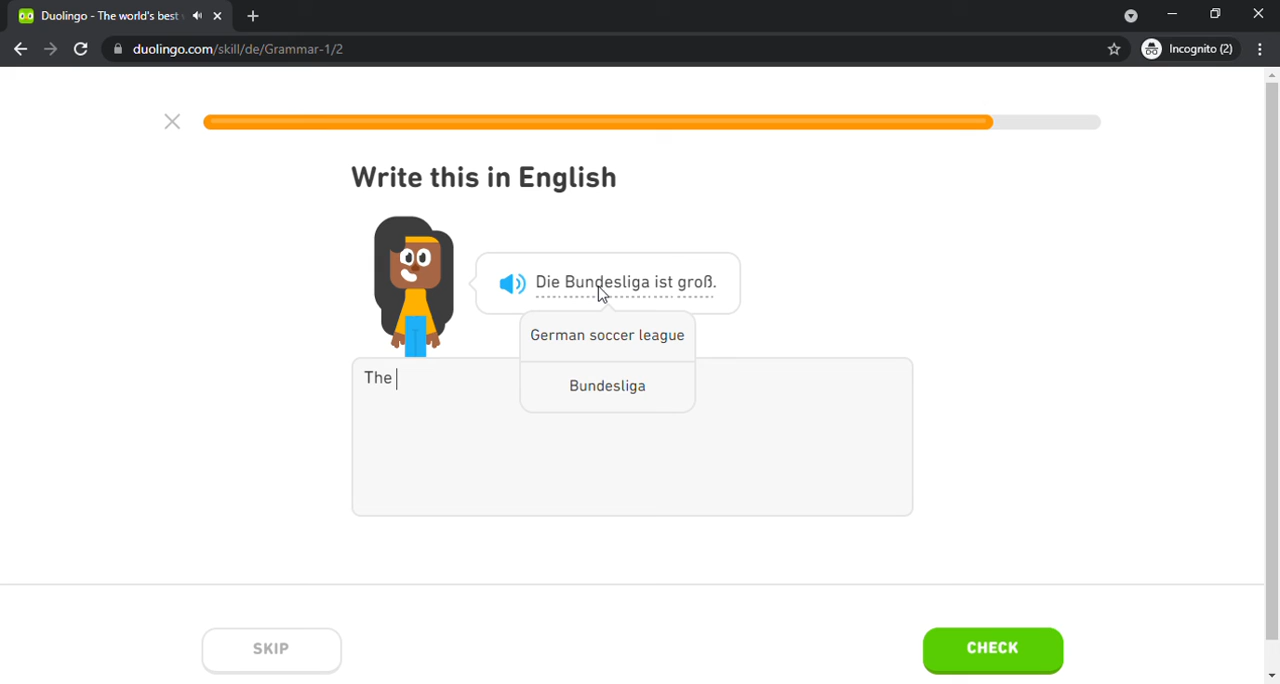 Duolingo - The world's best
duolingo.com/skill/de/Grammar-1/2
Incognito (2)
Write this in English
Die Bundesliga ist groß.
German soccer league
Bundesliga
The
SKIP
CHECK